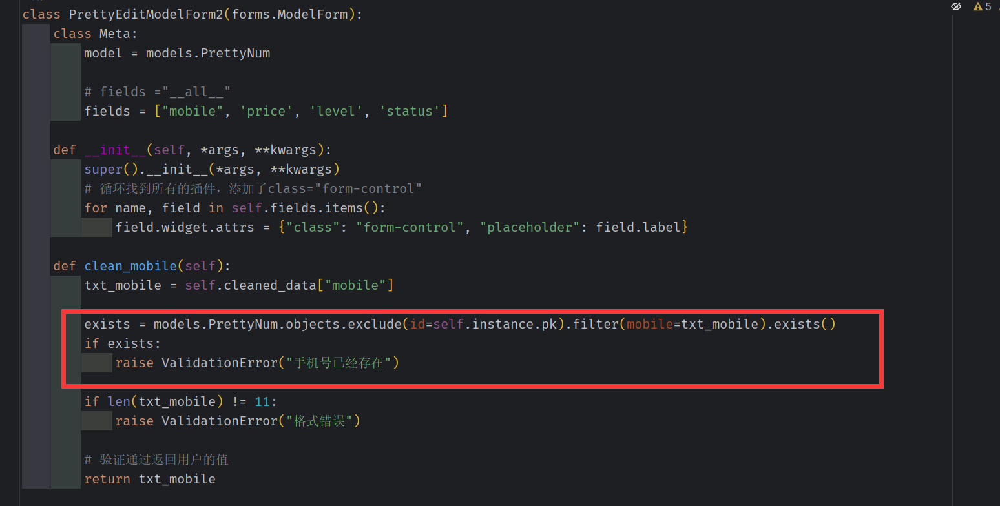 5
class PrettyEditModelForm2(forms.ModelForm):
    class Meta:
        model = models.PrettyNum

        # fields ="__all__"
        fields = ["mobile", 'price', 'level', 'status']

    def __init__(self, *args, **kwargs):
        super().__init__(*args, **kwargs)
        # 循环找到所有的插件，添加了class="form-control"
        for name, field in self.fields.items():
            field.widget.attrs = {"class": "form-control", "placeholder": field.label}

    def clean_mobile(self):
        txt_mobile = self.cleaned_data["mobile"]

        exists = models.PrettyNum.objects.exclude(id=self.instance.pk).filter(mobile=txt_mobile).exists()
        if exists:
            raise ValidationError("手机号已经存在")

        if len(txt_mobile) != 11:
            raise ValidationError("格式错误")

        # 验证通过返回用户的值
        return txt_mobile